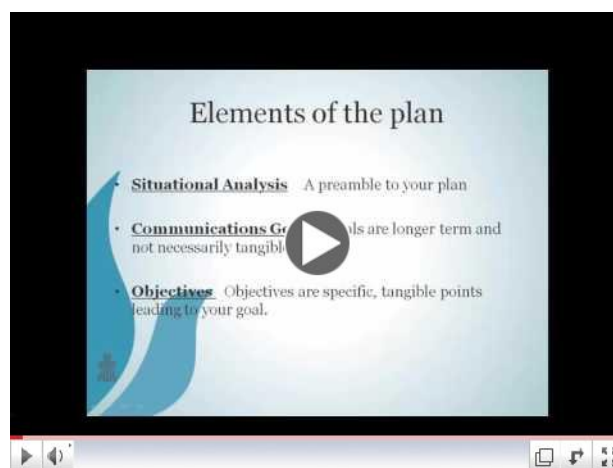 Elements of the plan
• Situational Analysis A preamble to your plan
• Communications ls are longer term and
not necessarily
• Objectives Objectives are specific, tangible points
leading to your goal.